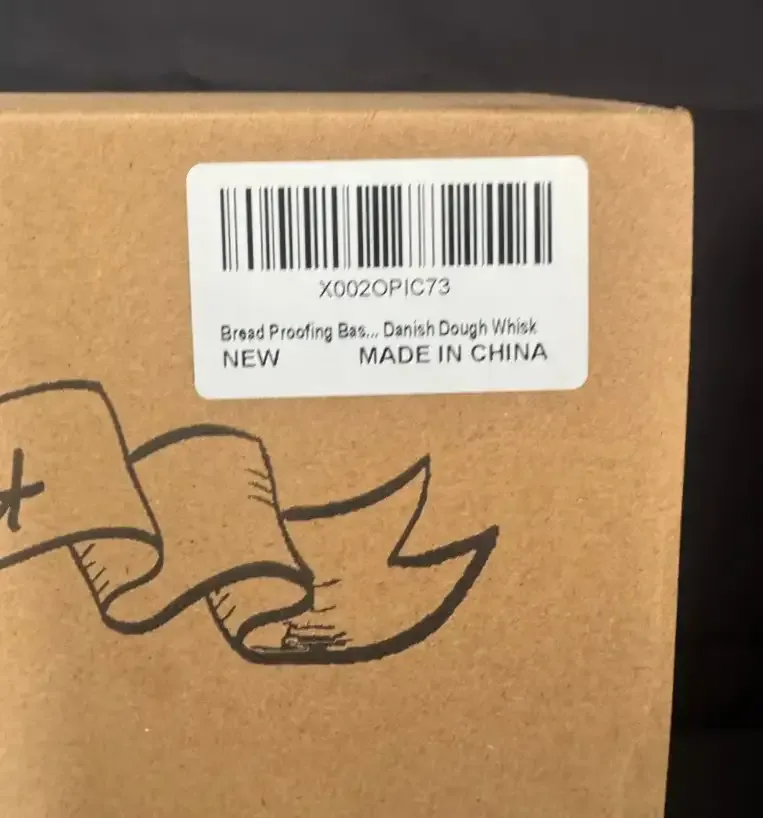 X002OPIC73
Bread Proofing Bas... Danish Dough Whisk
NEW MADE IN CHINA